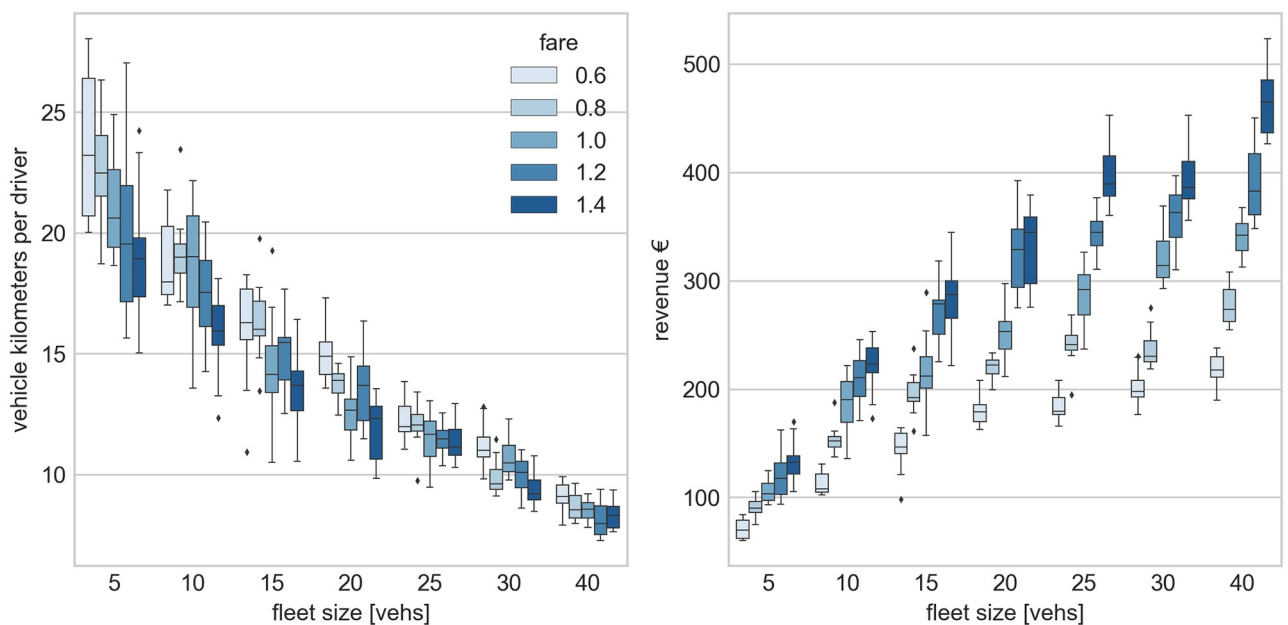 fare
0.6
0.8
1.0
1.2
1.4
25
20
15
10
vehicle kilometers per driver
5 10 15 20 25 30 40
fleet size [vehs]
500
400
300
200
100
revenue €
5 10 15 20 25 30 40
fleet size [vehs]